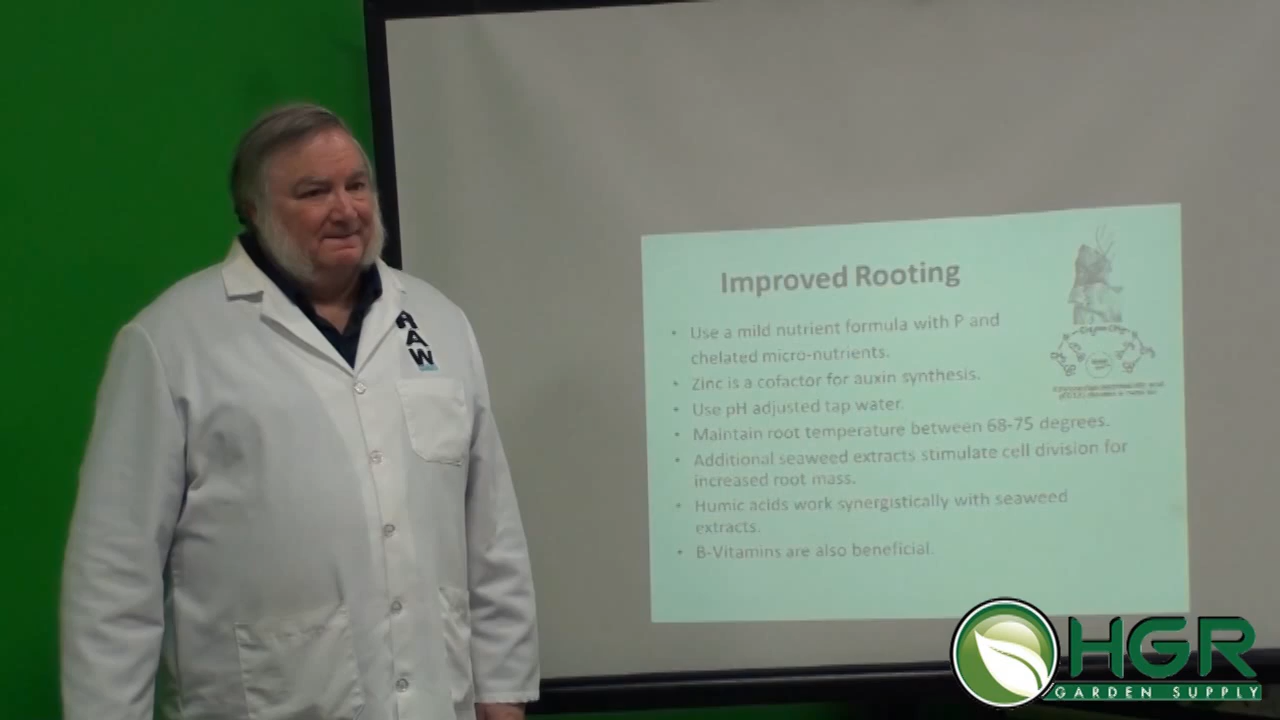 RAW
Improved Rooting
• Use a mild nutrient formula with P and
chelated micro-nutrients.
• Zinc is a cofactor for auxin synthesis.
• Use pH adjusted tap water.
• Maintain root temperature between 68-75 degrees.
• Additional seaweed extracts stimulate cell division for
increased root mass.
• Humic acids work synergistically with seaweed
extracts.
• B-Vitamins are also beneficial.
HGR
GARDEN SUPPLY